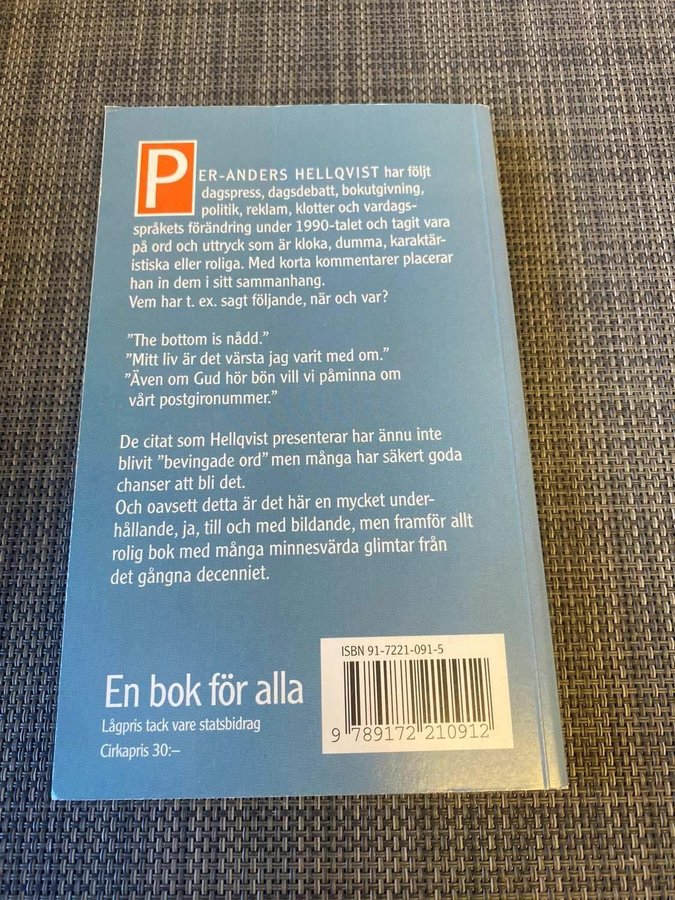 PER-ANDERS HELLQVIST har följt
dagspress, dagsdebatt, bokutgivning,
politik, reklam, klotter och vardags-
språkets förändring under 1990-talet och tagit vara
på ord och uttryck som är kloka, dumma, karaktär-
istiska eller roliga. Med korta kommentarer placerar
han in dem i sitt sammanhang.
Vem har t. ex. sagt följande, när och var?
”The bottom is nådd.”
”Mitt liv är det värsta jag varit med om.”
”Även om Gud hör bön vill vi påminna om
vårt postgironummer.”
De citat som Hellqvist presenterar har ännu inte
blivit ”bevingade ord” men många har säkert goda
chanser att bli det.
Och oavsett detta är det här en mycket under-
hållande, ja, till och med bildande, men framför allt
rolig bok med många minnesvärda glimtar från
det gångna decenniet.
ISBN 91-7221-091-5
9 789172 210912
En bok för alla
Lågpris tack vare statsbidrag
Cirkapris 30:–